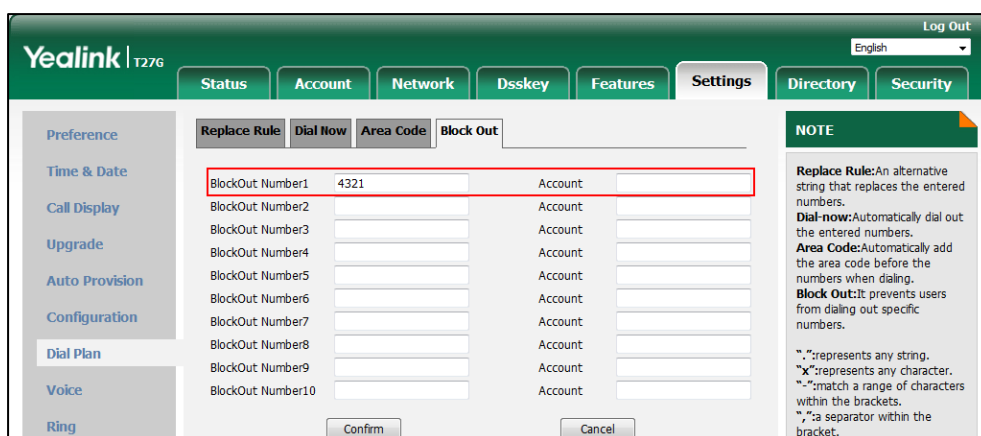 Log Out
Yealink T27G
English
Status Account Network Dsskey Features Settings Directory Security
Preference
Time & Date
Call Display
Upgrade
Auto Provision
Configuration
Dial Plan
Voice
Ring
Replace Rule Dial Now Area Code Block Out
BlockOut Number1 4321 Account
BlockOut Number2 Account
BlockOut Number3 Account
BlockOut Number4 Account
BlockOut Number5 Account
BlockOut Number6 Account
BlockOut Number7 Account
BlockOut Number8 Account
BlockOut Number9 Account
BlockOut Number10 Account
Confirm Cancel
NOTE
Replace Rule:An alternative
string that replaces the entered
numbers.
Dial-now:Automatically dial out
the entered numbers.
Area Code:Automatically add
the area code before the
numbers when dialing.
Block Out:It prevents users
from dialing out specific
numbers.
".":represents any string.
"x":represents any character.
"-":match a range of characters
within the brackets.
",":a separator within the
bracket.